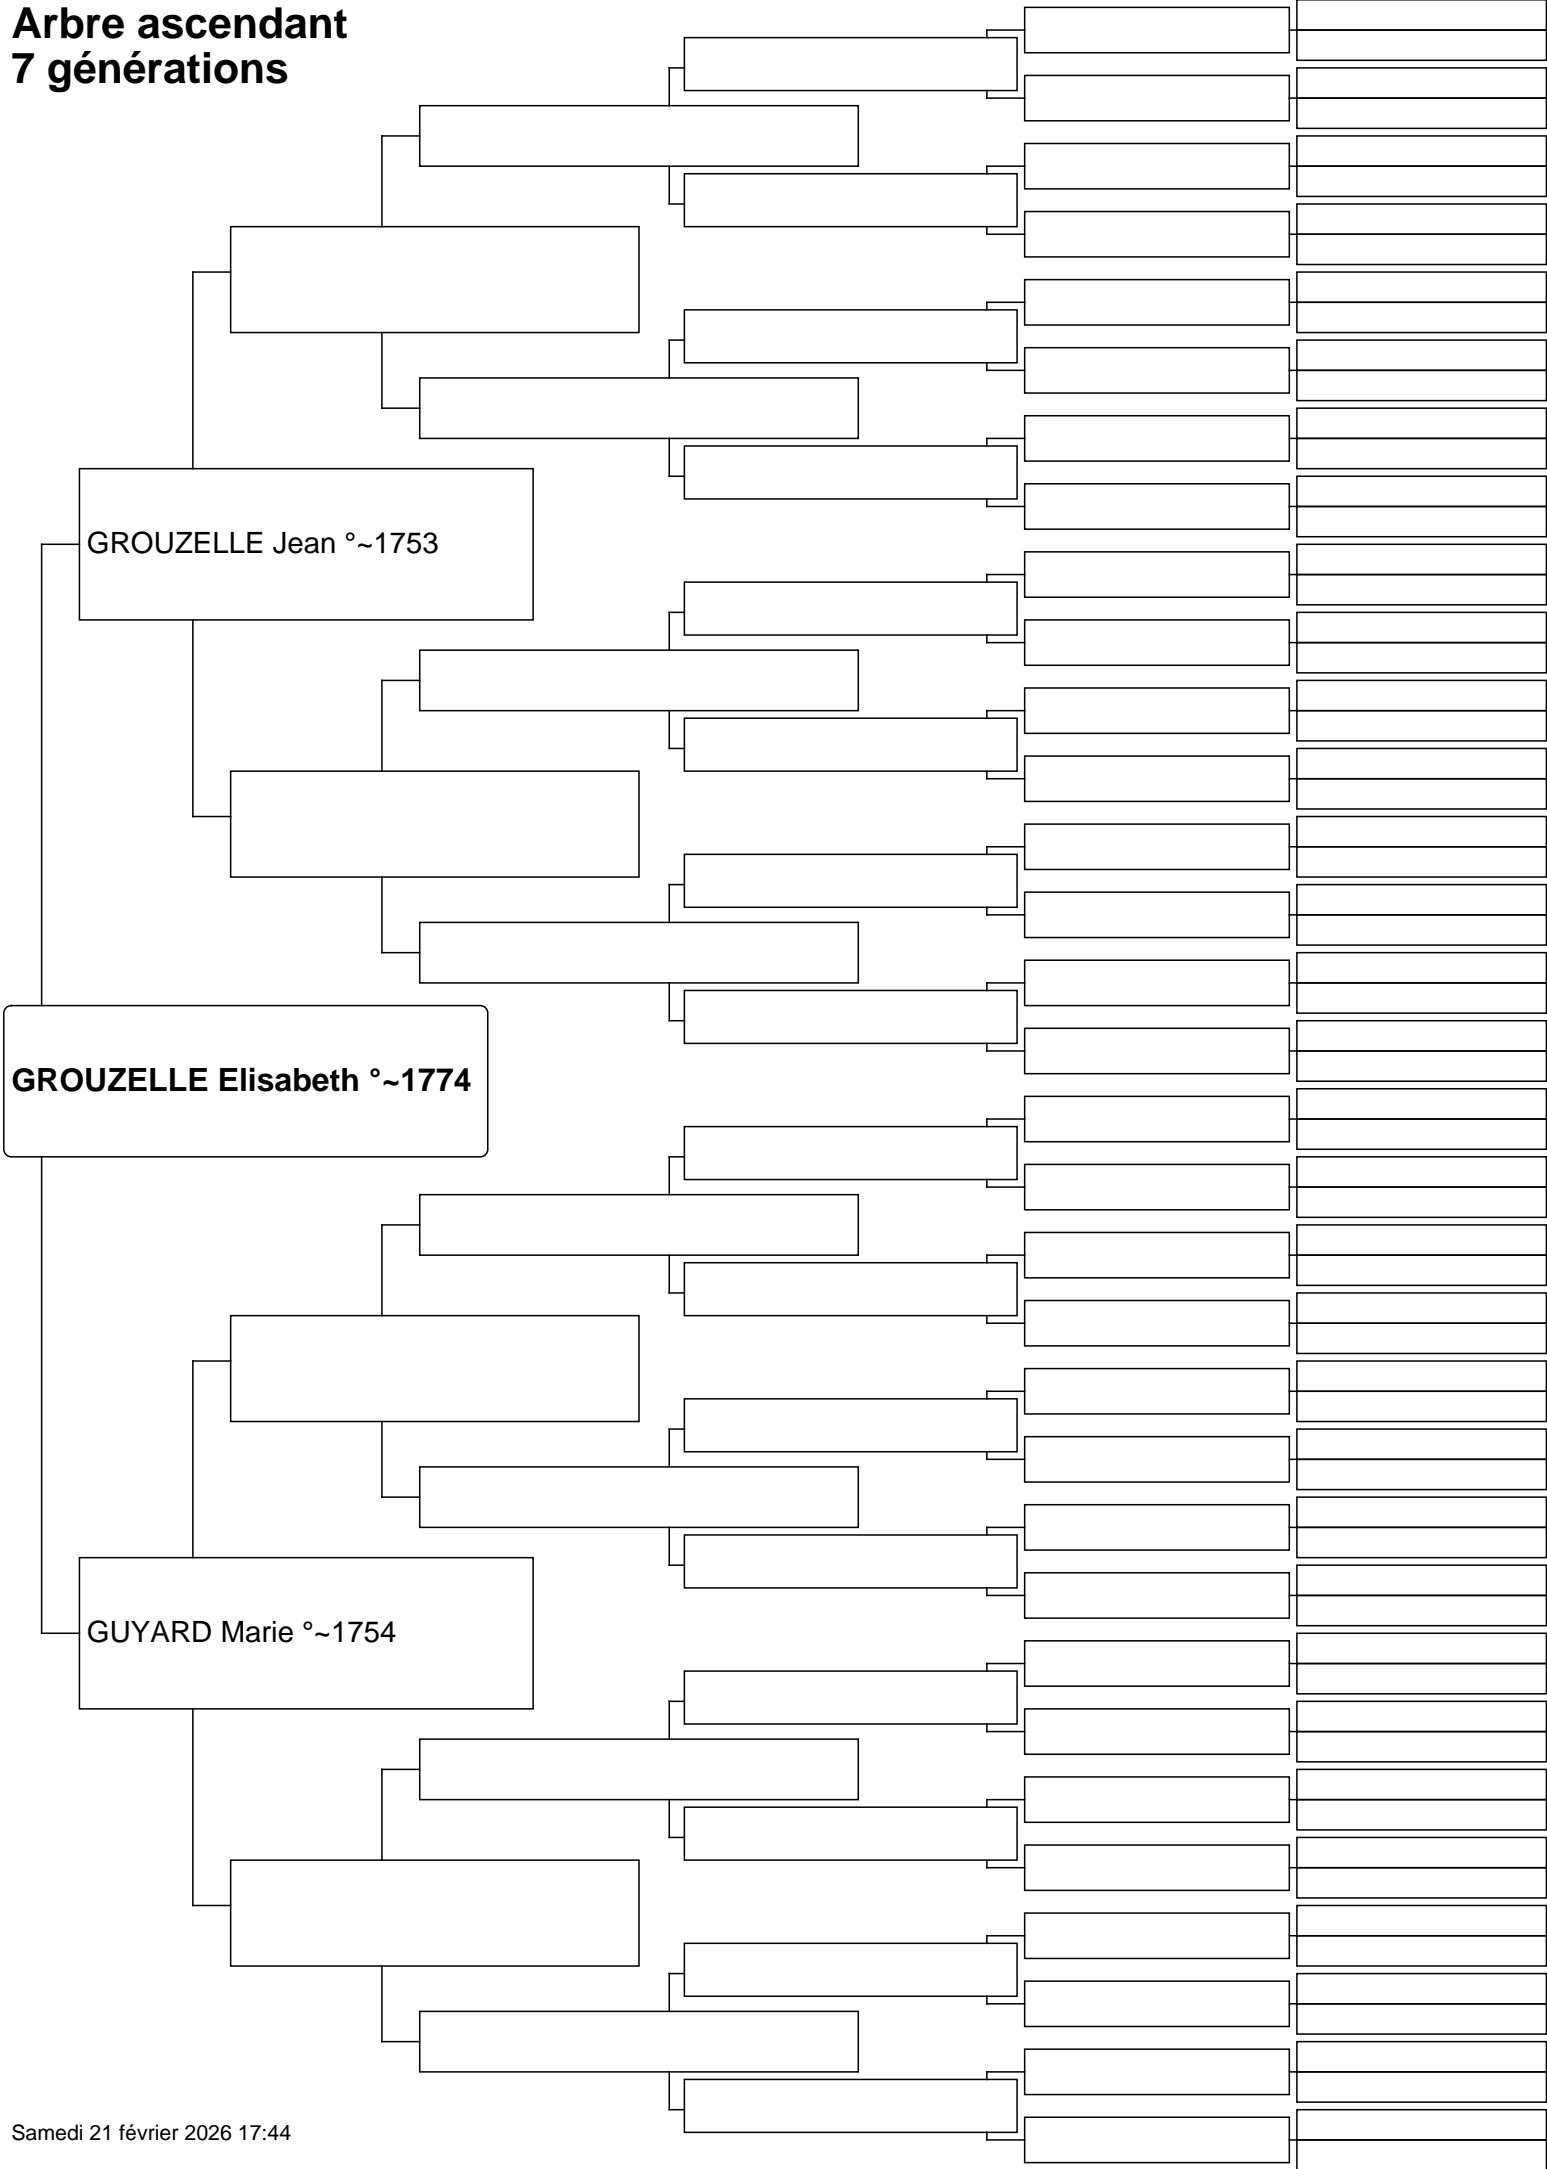 Arbre ascendant
7 générations
GROUZELLE Jean °~1753
GROUZELLE Elisabeth °~1774
GUYARD Marie °~1754
Samedi 21 février 2026 17:44